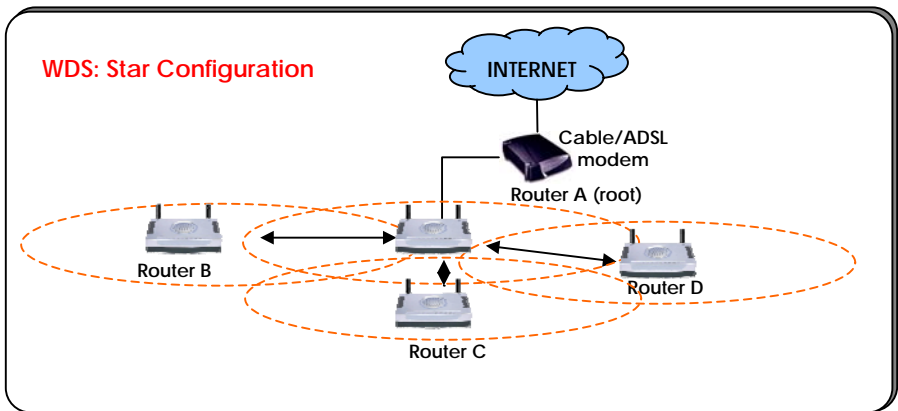 WDS: Star Configuration
INTERNET
Cable/ADSL
modem
Router A (root)
Router B
Router D
Router C